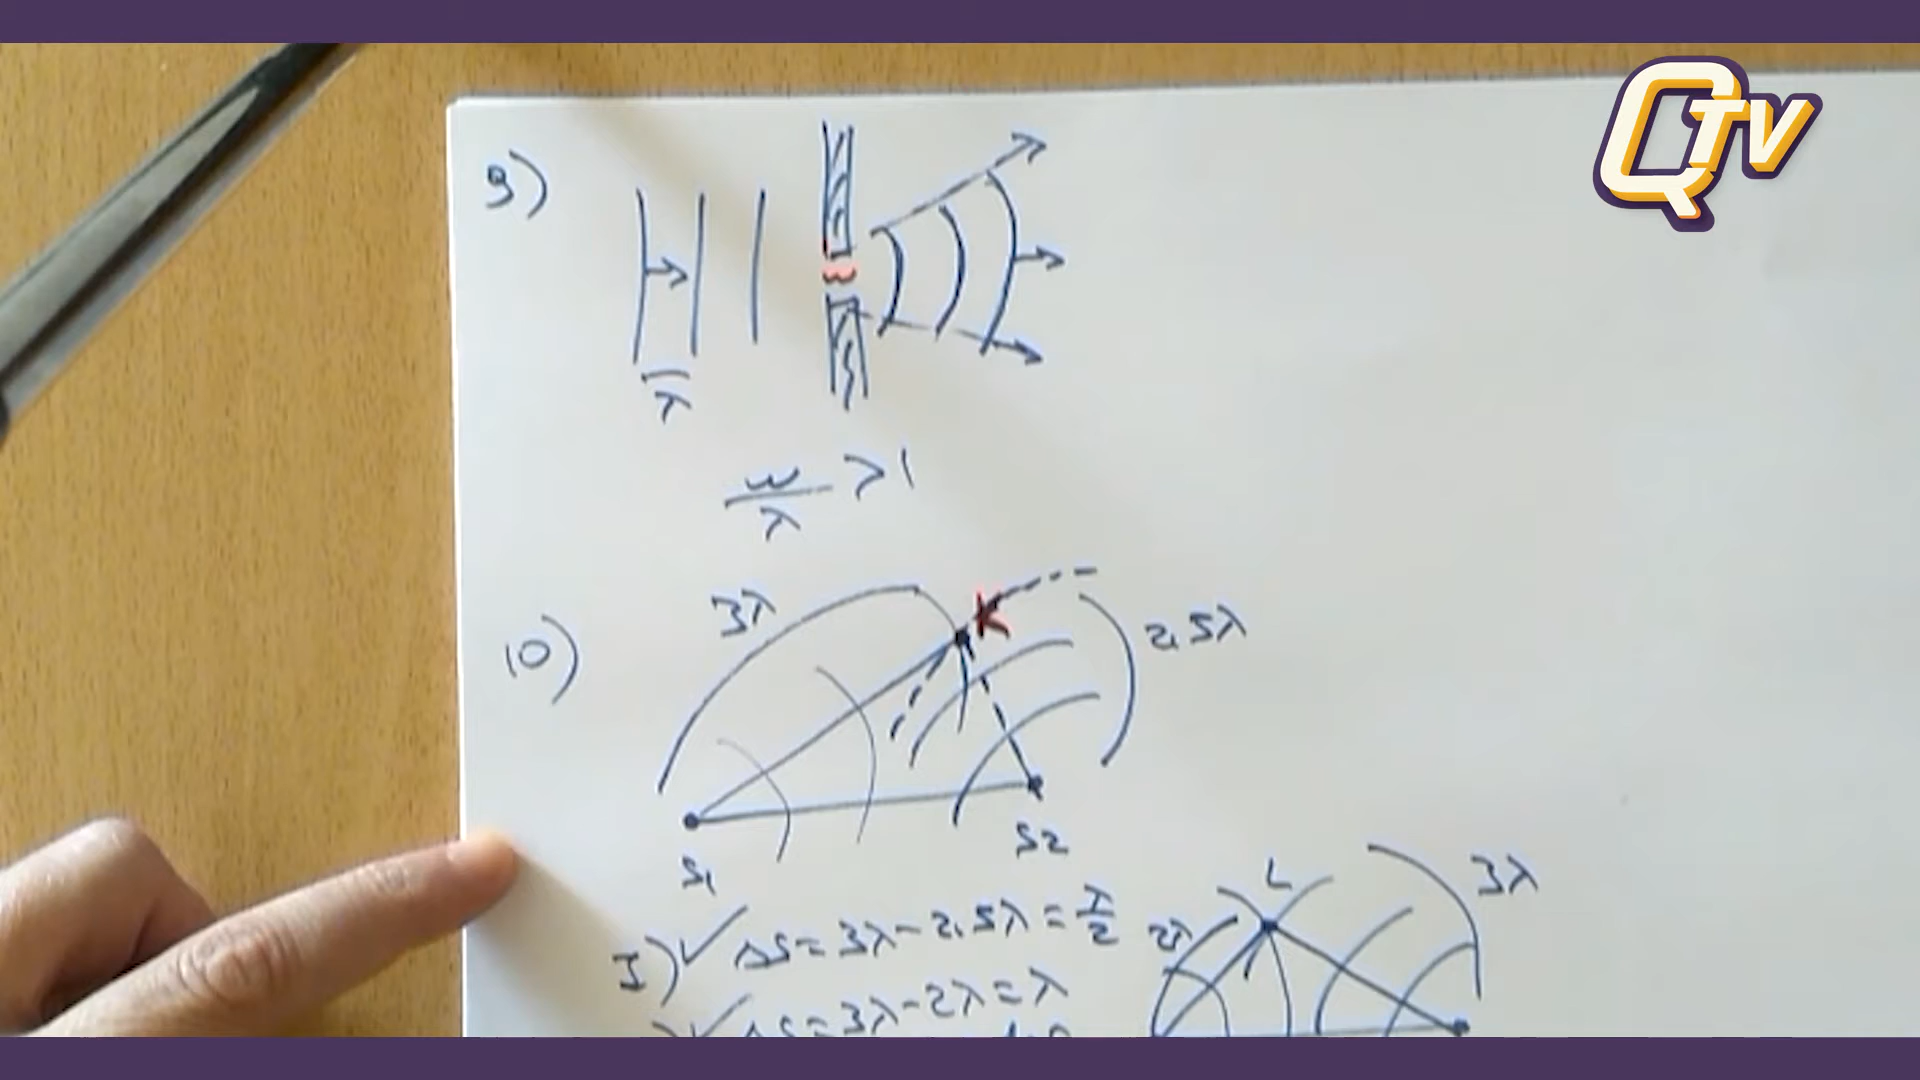 QTV
9)
λ
w/λ > 1
10)
3λ
K
2,5λ
S1
S2
I) ✓ ΔS = 3λ - 2,5λ = λ/2
) ✓ ΔS = 3λ - 2λ = λ
2λ
L
3λ